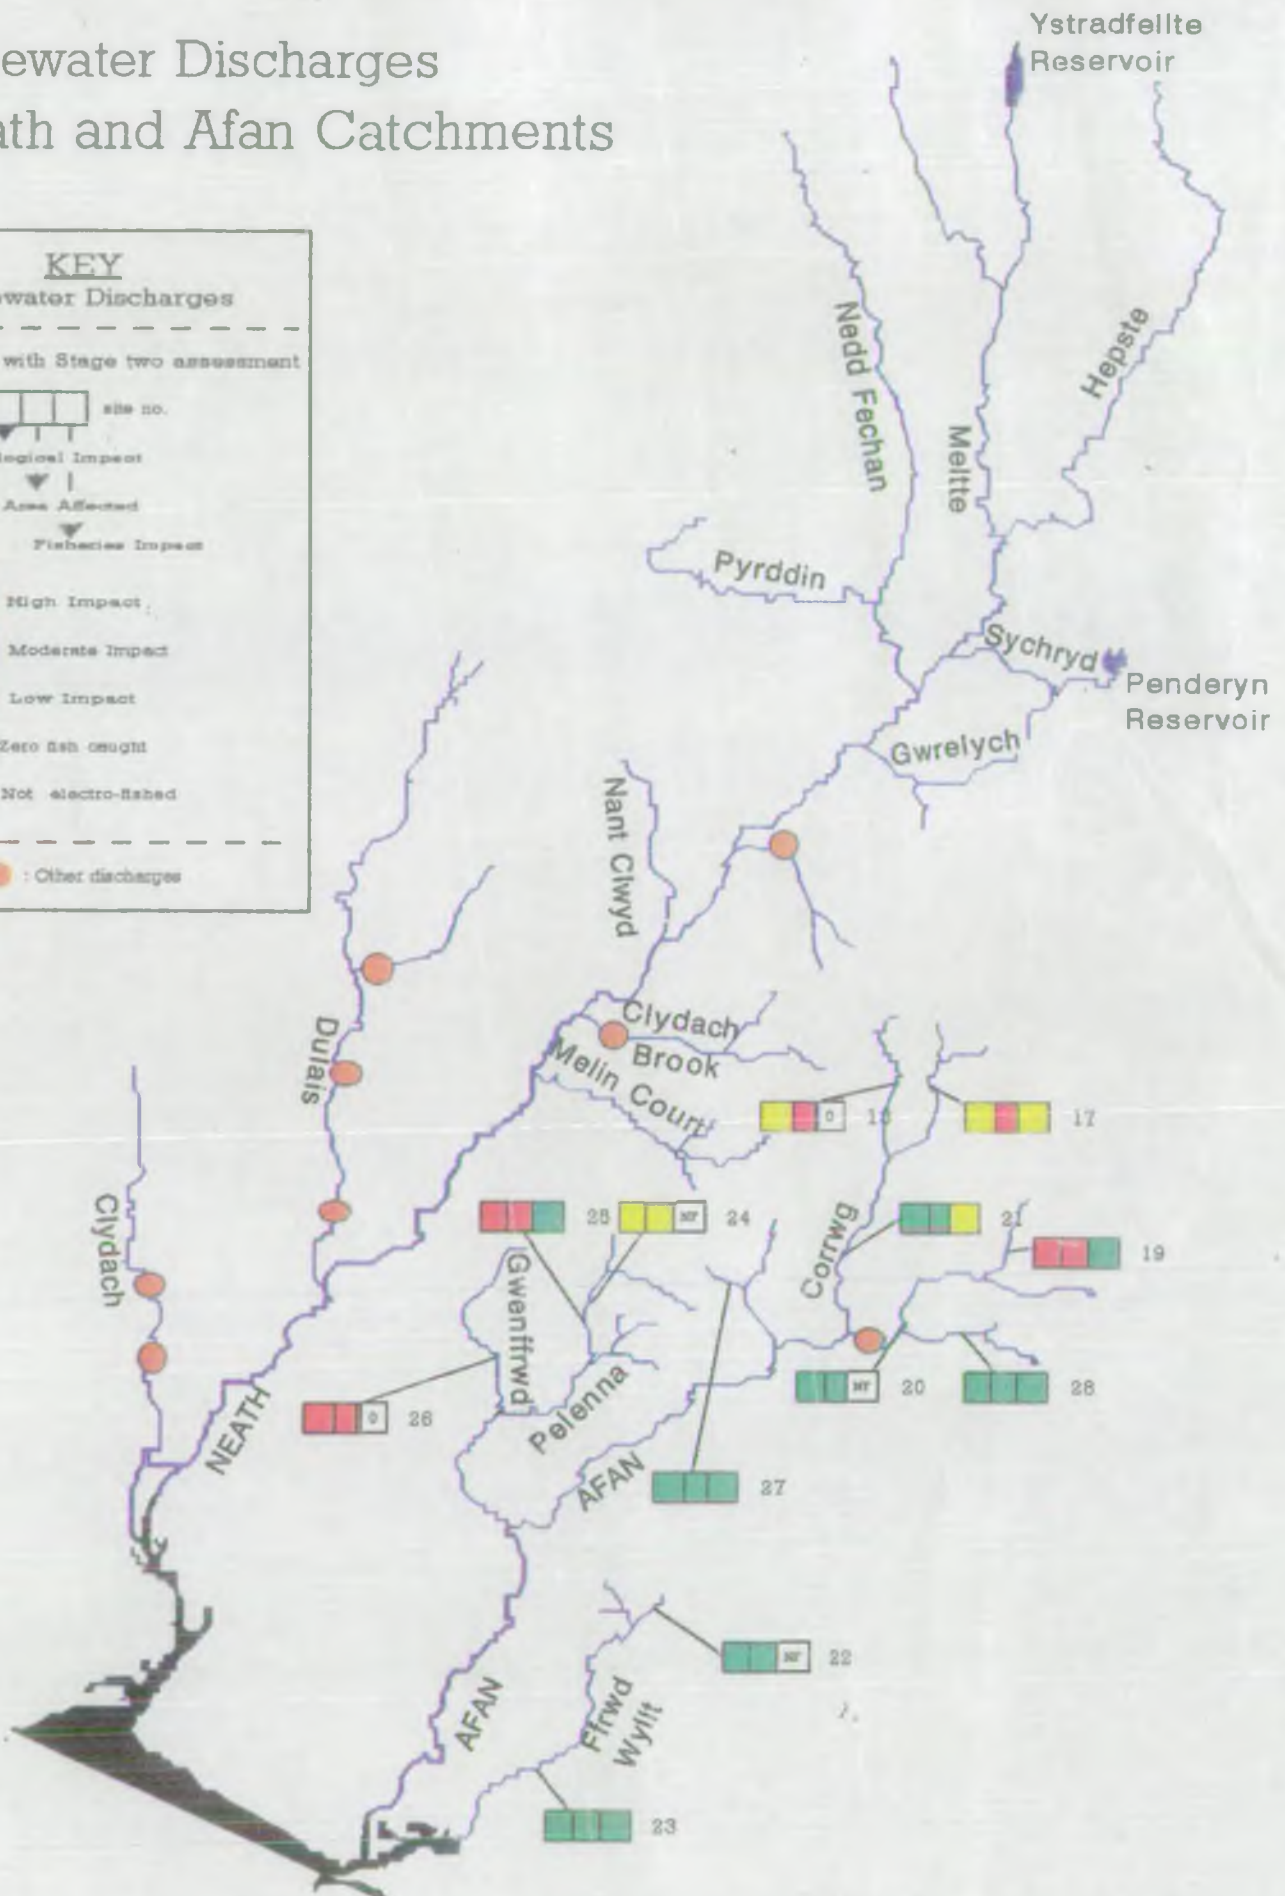 ewater Discharges
ath and Afan Catchments
KEY
water Discharges
with Stage two assessment
site no.
logical Impact
Area Affected
Fisheries Impact
High Impact
Moderate Impact
Low Impact
Zero fish caught
Not electro-fished
: Other discharges
Ystradfellte
Reservoir
Nedd Fechan
Meltte
Hepste
Pyrddin
Sychryd
Penderyn
Reservoir
Gwrelych
Nant Clwyd
Clydach
Brook
Melin Court
Dulais
Clydach
NEATH
0
17
25
NF
24
Corrwg
21
19
Gwenffrwd
Pelenna
0
26
NF
20
28
AFAN
27
NF
22
AFAN
Ffrwd
Wyllt
23